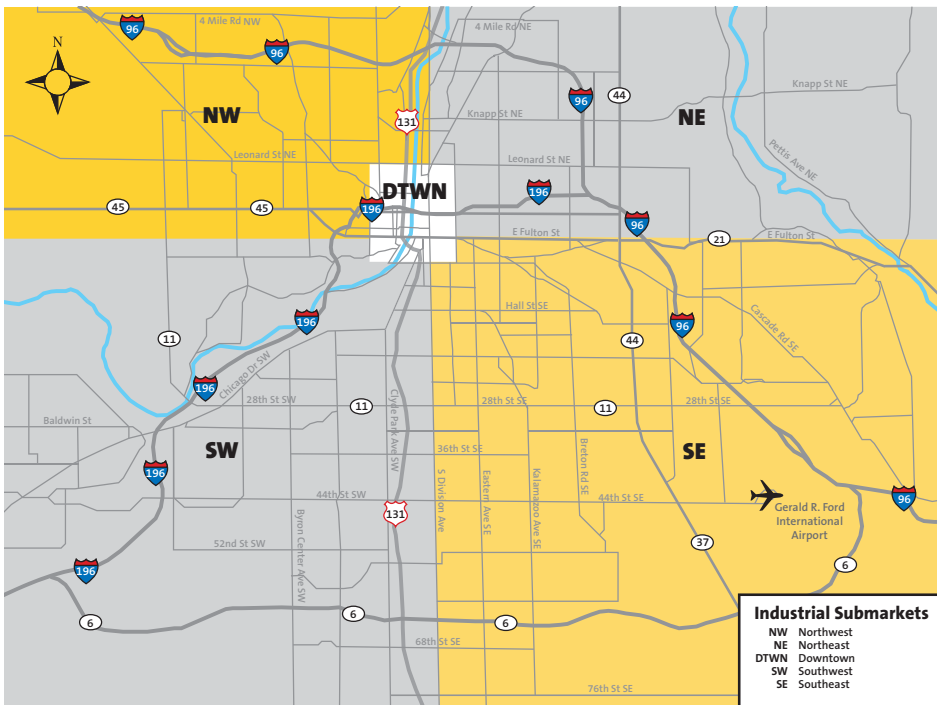 4 Mile Rd NW
4 Mile Rd NE
96
96
N
96
44
Knapp St NE
NW
131
Knapp St NE
NE
Leonard St NE
Leonard St NE
Pettis Ave NE
DTWN
196
45
45
196
96
E Fulton St
21
E Fulton St
Hall St SE
196
96
Cascade Rd SE
11
44
Chicago Dr SW
196
28th St SW
11
Clyde Park Ave SW
28th St SE
11
28th St SE
Baldwin St
SW
36th St SE
SE
Breton Rd SE
196
S Division Ave
Eastern Ave SE
Kalamazoo Ave SE
44th St SW
44th St SE
96
Byron Center Ave SW
131
Gerald R. Ford
International
Airport
52nd St SW
37
196
6
6
6
6
68th St SE
76th St SE
Industrial Submarkets
NW Northwest
NE Northeast
DTWN Downtown
SW Southwest
SE Southeast